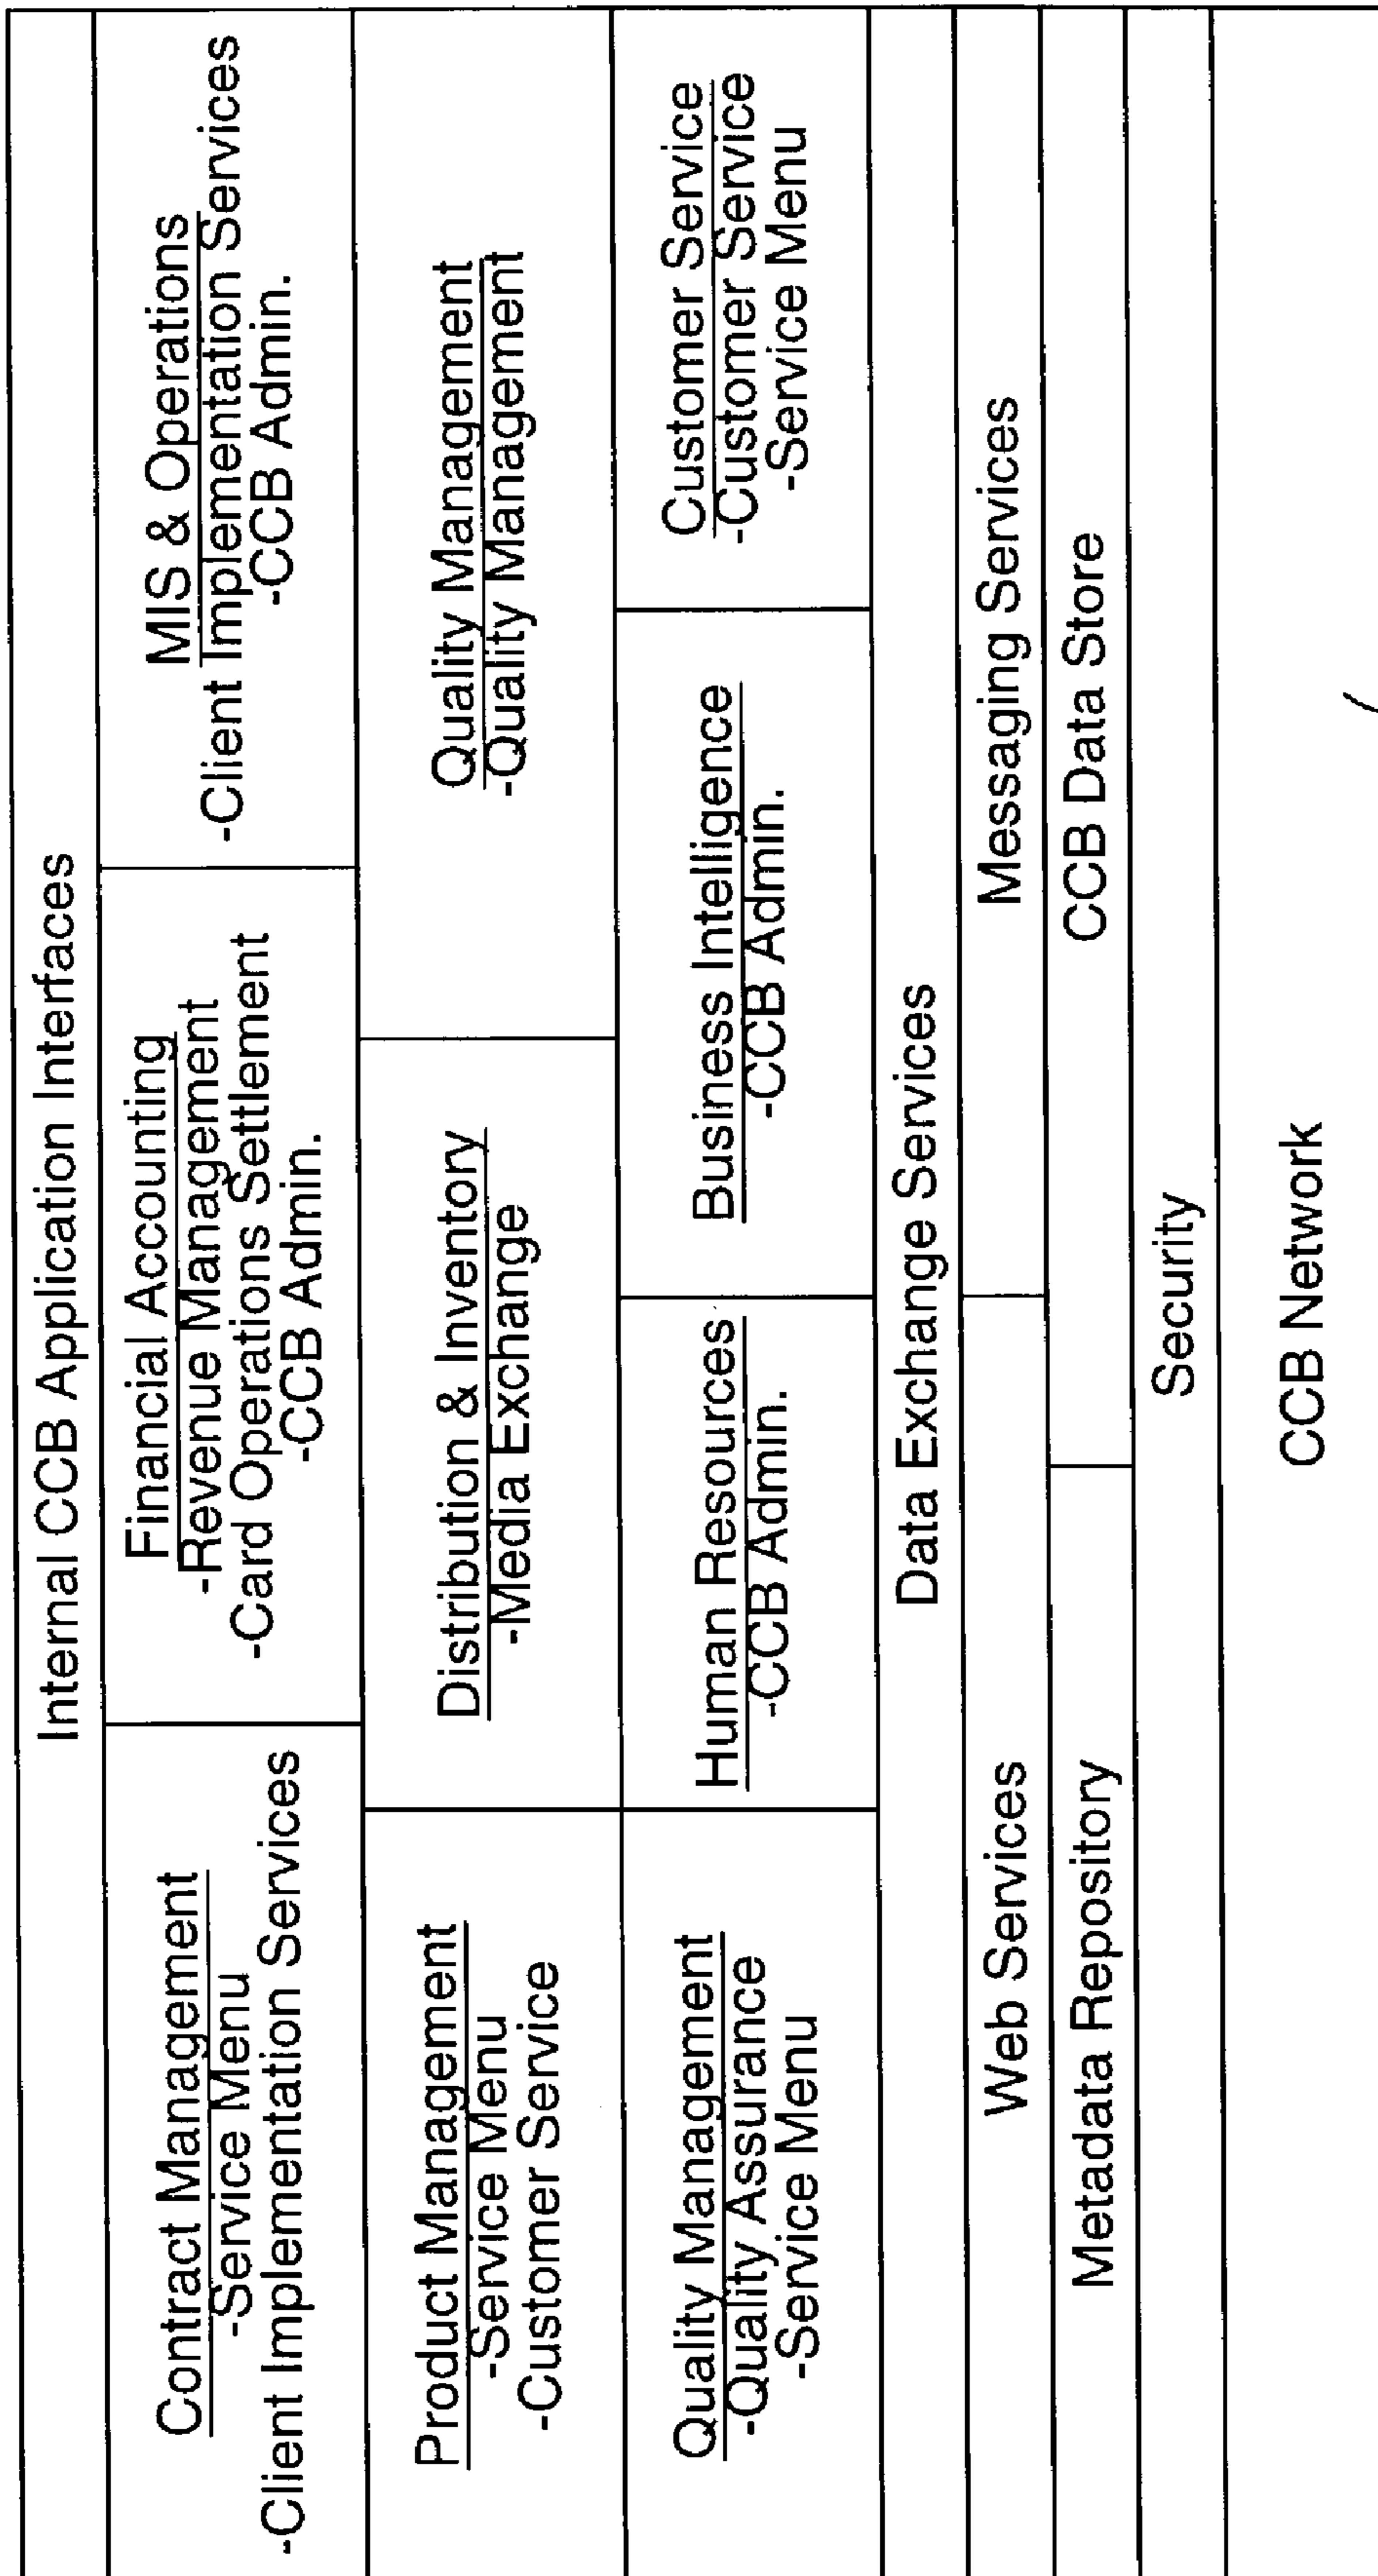 Internal CCB Application Interfaces
Contract Management
-Service Menu
-Client Implementation Services
Financial Accounting
-Revenue Management
-Card Operations Settlement
-CCB Admin.
MIS & Operations
-Client Implementation Services
-CCB Admin.
Product Management
-Service Menu
-Customer Service
Distribution & Inventory
-Media Exchange
Quality Management
-Quality Management
Quality Management
-Quality Assurance
-Service Menu
Human Resources
-CCB Admin.
Business Intelligence
-CCB Admin.
Customer Service
-Customer Service
-Service Menu
Data Exchange Services
Web Services
Messaging Services
Metadata Repository
CCB Data Store
Security
CCB Network